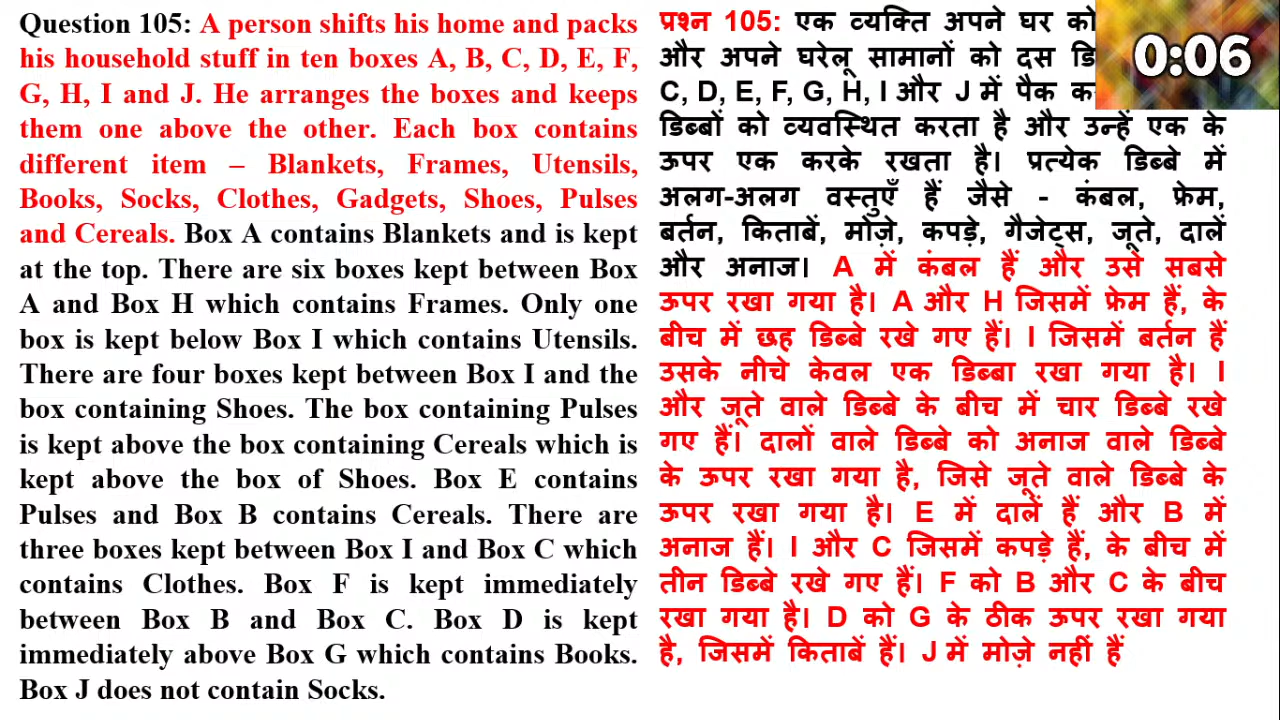 Question 105: A person shifts his home and packs
his household stuff in ten boxes A, B, C, D, E, F,
G, H, I and J. He arranges the boxes and keeps
them one above the other. Each box contains
different item – Blankets, Frames, Utensils,
Books, Socks, Clothes, Gadgets, Shoes, Pulses
and Cereals. Box A contains Blankets and is kept
at the top. There are six boxes kept between Box
A and Box H which contains Frames. Only one
box is kept below Box I which contains Utensils.
There are four boxes kept between Box I and the
box containing Shoes. The box containing Pulses
is kept above the box containing Cereals which is
kept above the box of Shoes. Box E contains
Pulses and Box B contains Cereals. There are
three boxes kept between Box I and Box C which
contains Clothes. Box F is kept immediately
between Box B and Box C. Box D is kept
immediately above Box G which contains Books.
Box J does not contain Socks.
प्रश्न 105: एक व्यक्ति अपने घर को
और अपने घरेलू सामानों को दस
C, D, E, F, G, H, I और J में पैक
डिब्बों को व्यवस्थित करता है और उन्हें एक के
ऊपर एक करके रखता है। प्रत्येक डिब्बे में
अलग-अलग वस्तुएँ हैं जैसे - कंबल, फ्रेम,
बर्तन, किताबें, मोज़े, कपड़े, गैजेट्स, जूते, दालें
और अनाज। A में कंबल हैं और उसे सबसे
ऊपर रखा गया है। A और H जिसमें फ्रेम हैं, के
बीच में छह डिब्बे रखे गए हैं। I जिसमें बर्तन हैं
उसके नीचे केवल एक डिब्बा रखा गया है। I
और जूते वाले डिब्बे के बीच में चार डिब्बे रखे
गए हैं। दालों वाले डिब्बे को अनाज वाले डिब्बे
के ऊपर रखा गया है, जिसे जूते वाले डिब्बे के
ऊपर रखा गया है। E में दालें हैं और B में
अनाज हैं। I और C जिसमें कपड़े हैं, के बीच में
तीन डिब्बे रखे गए हैं। F को B और C के बीच
रखा गया है। D को G के ठीक ऊपर रखा गया
है, जिसमें किताबें हैं। J में मोज़े नहीं हैं
0:06